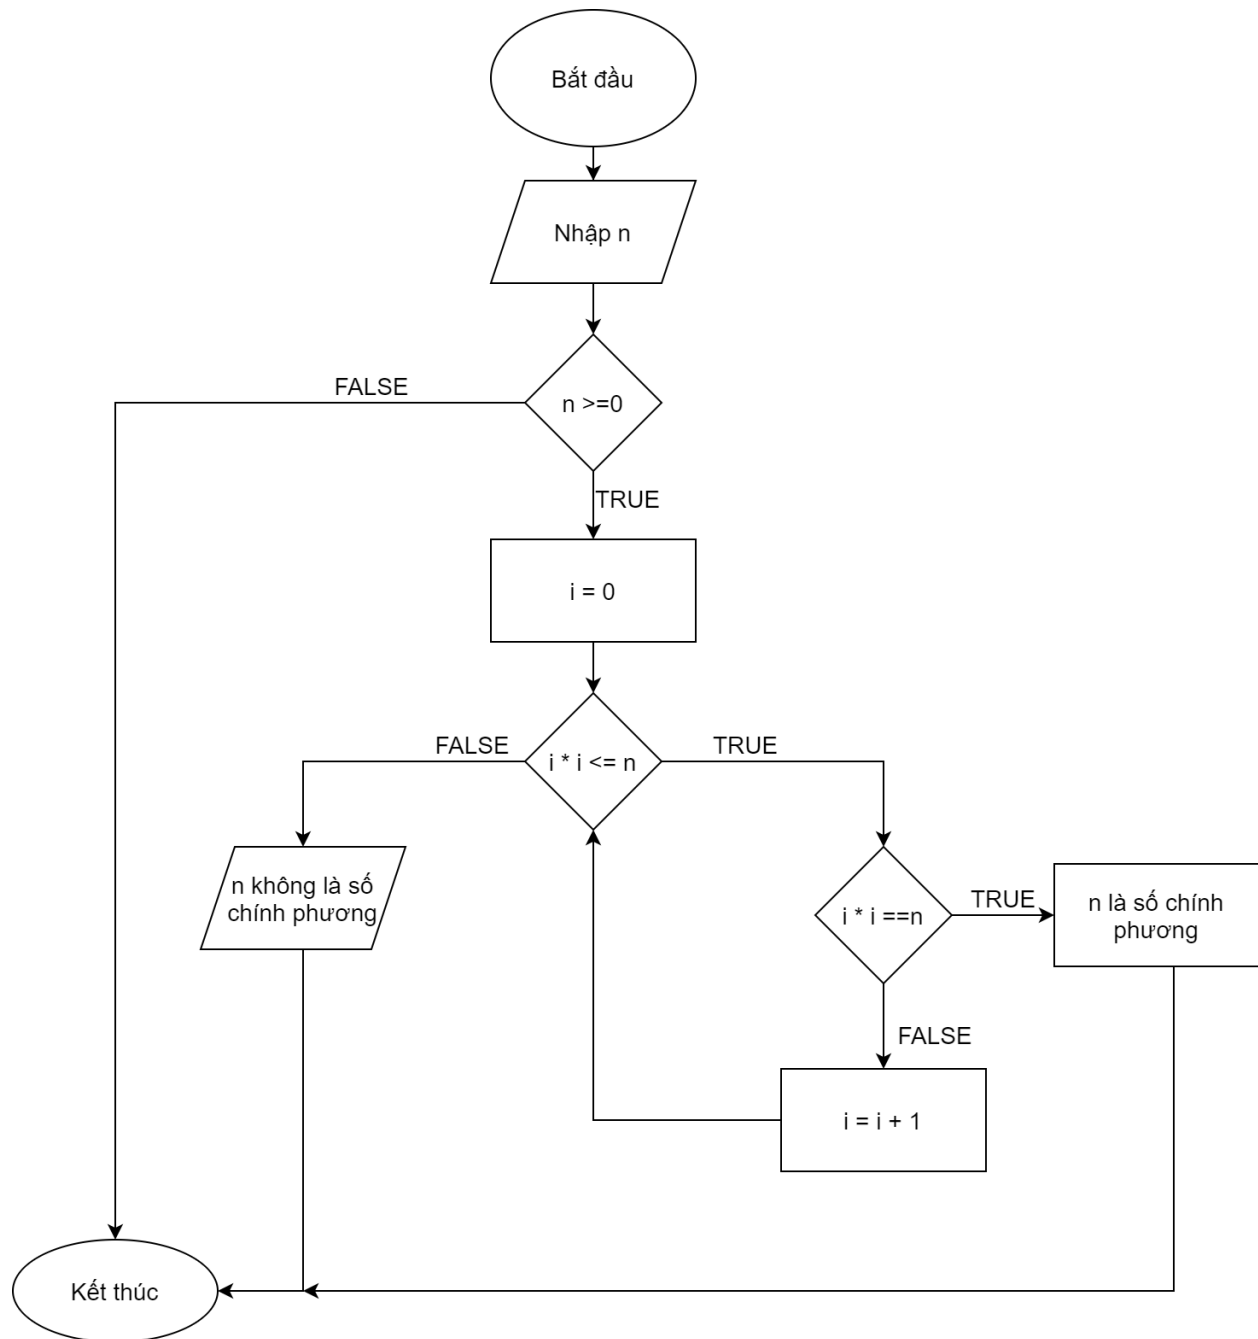 Bắt đầu
Nhập n
FALSE
n >=0
TRUE
i = 0
FALSE
i * i <= n
TRUE
n không là số
chính phương
i * i ==n
TRUE
n là số chính
phương
FALSE
i = i + 1
Kết thúc